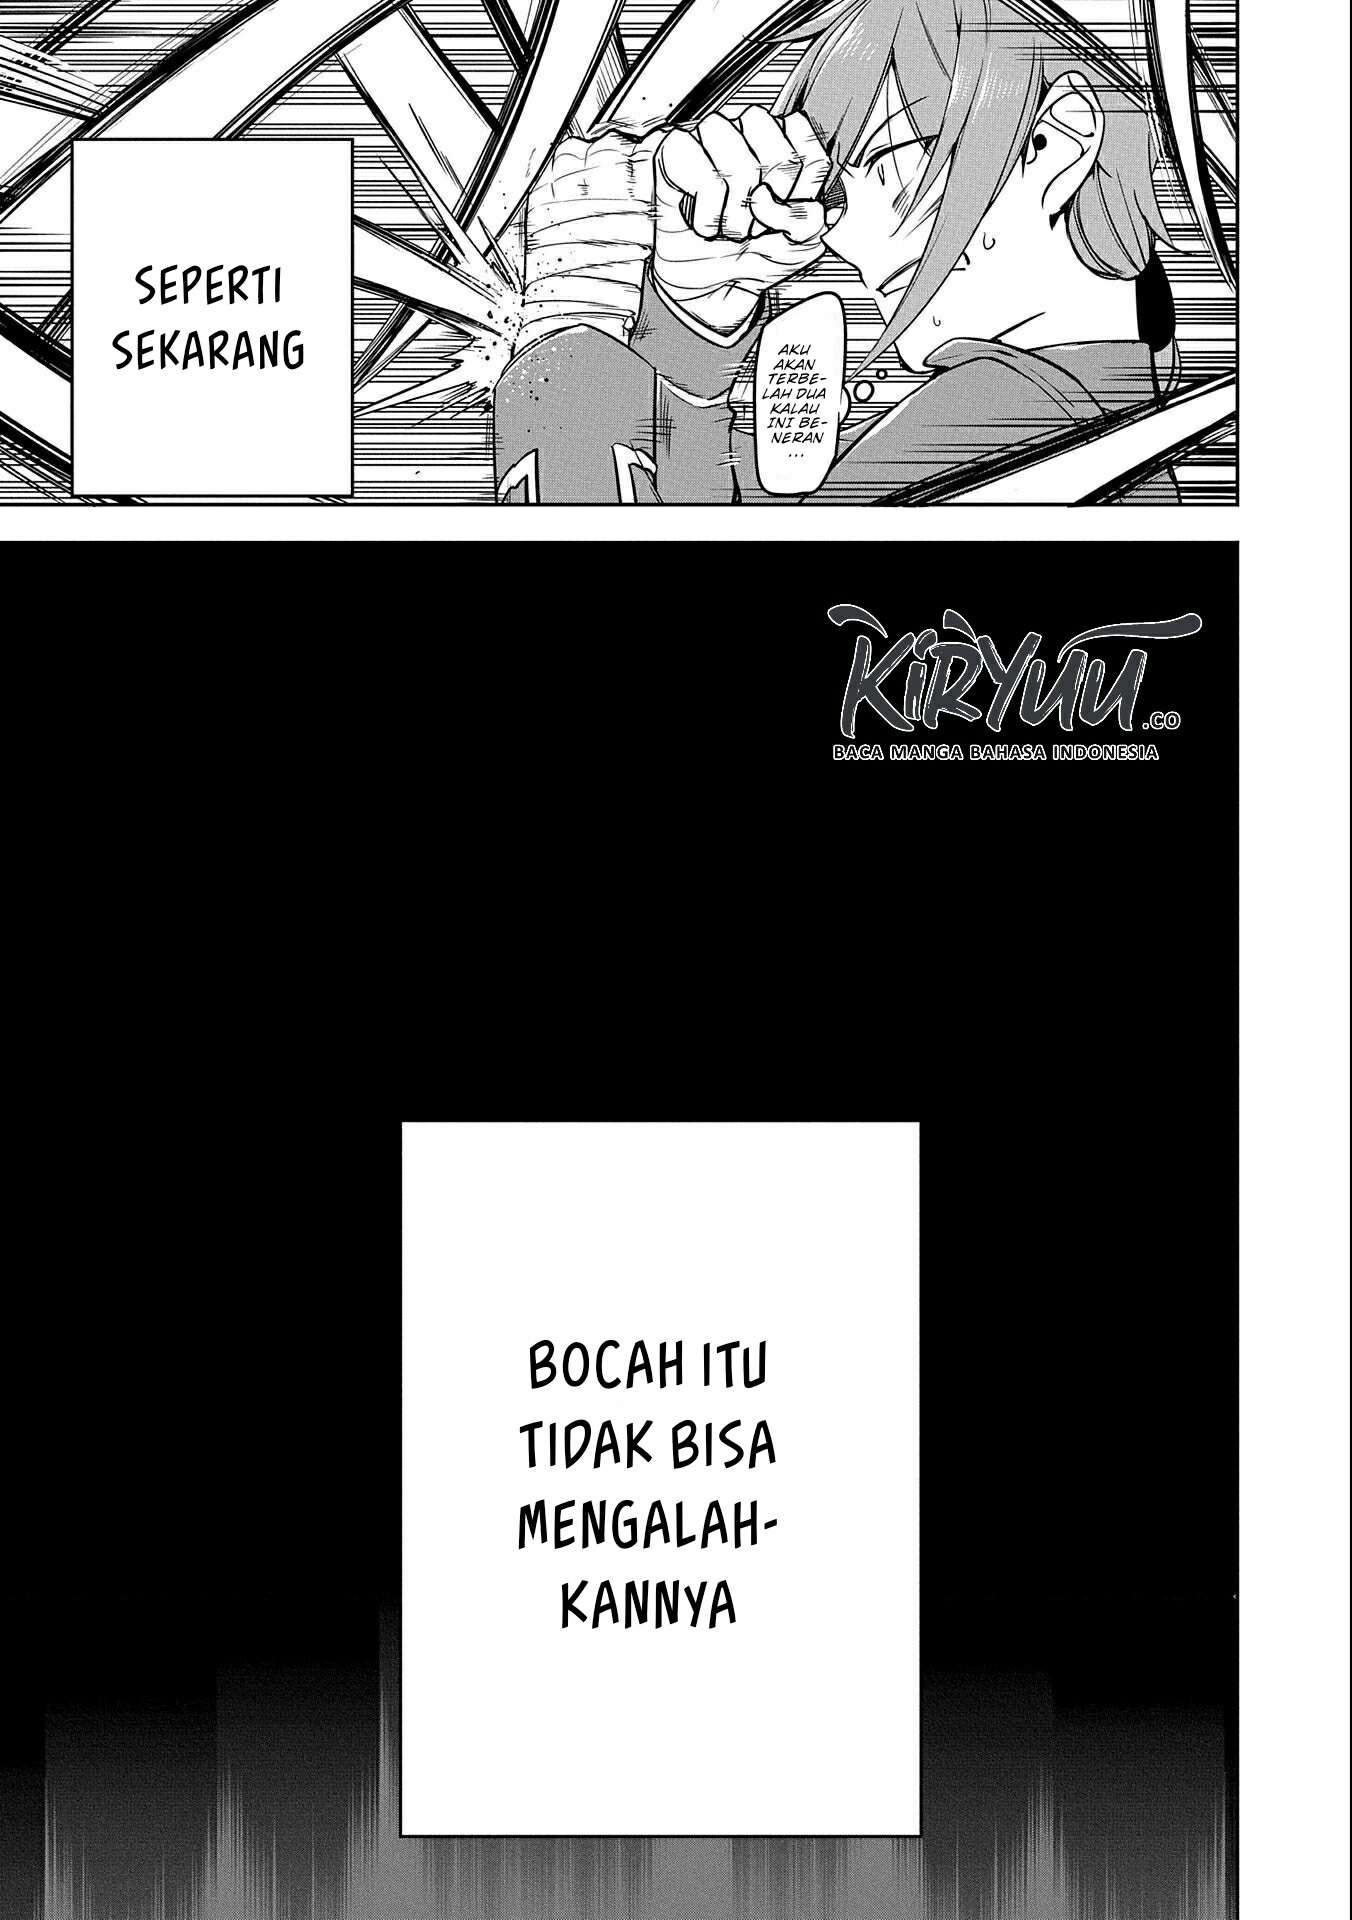 SEPERTI
SEKARANG
AKU
AKAN
TERBE-
LAH DUA
KALAU
INI BE-
NERAN
...
KIRYUU.CO
BACA MANGA BAHASA INDONESIA
BOCAH ITU
TIDAK BISA
MENGALAH-
KANNYA